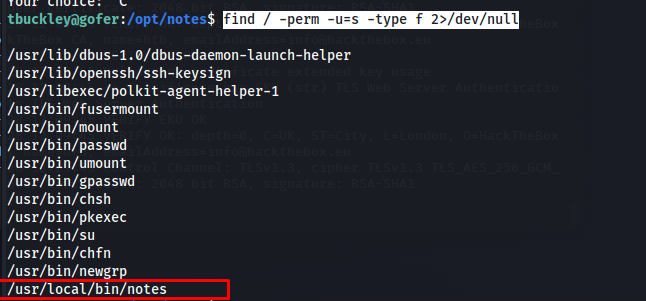 Your choice: C
tbuckley@gofer:/opt/notes$ find / -perm -u=s -type f 2>/dev/null
/usr/lib/dbus-1.0/dbus-daemon-launch-helper
/usr/lib/openssh/ssh-keysign
/usr/libexec/polkit-agent-helper-1
/usr/bin/fusermount
/usr/bin/mount
/usr/bin/passwd
/usr/bin/umount
/usr/bin/gpasswd
/usr/bin/chsh
/usr/bin/pkexec
/usr/bin/su
/usr/bin/chfn
/usr/bin/newgrp
/usr/local/bin/notes